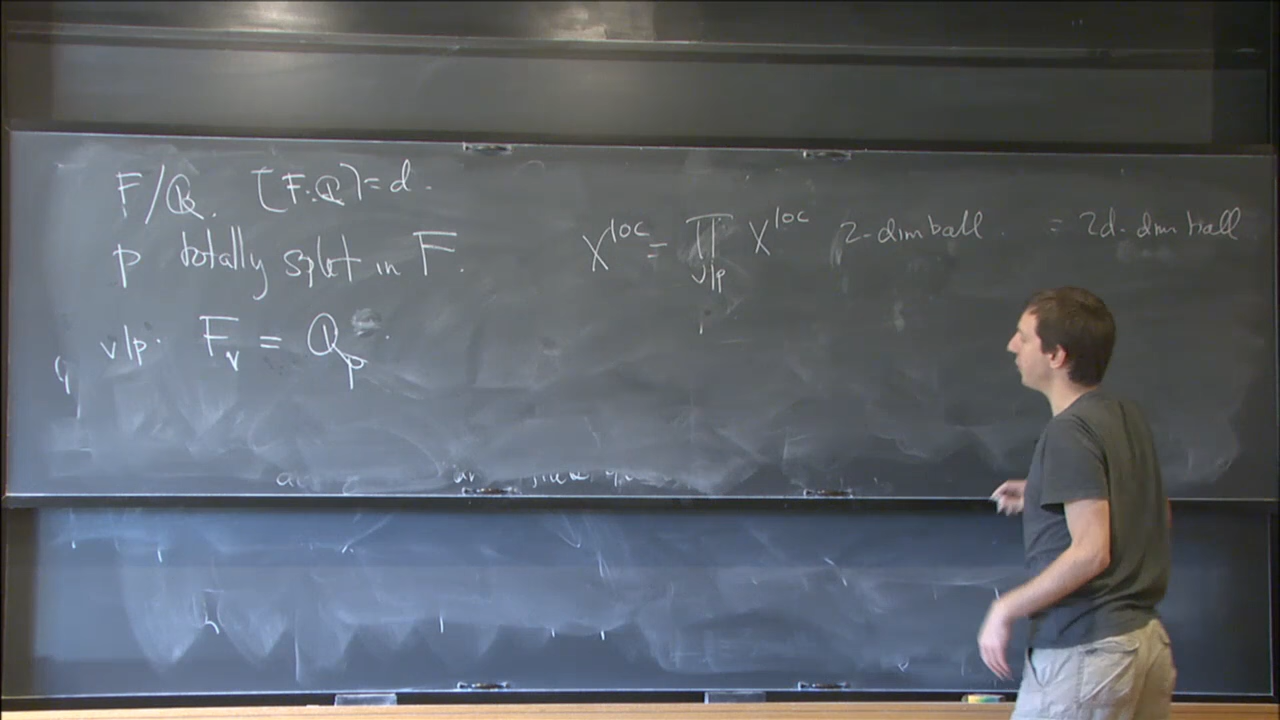 F/Q. [F:Q]=d.
p totally split in F.
v|p. F_v = Q_p.
X^loc = ∏_{v|p} X^loc 2-dim ball. = 2d-dim ball